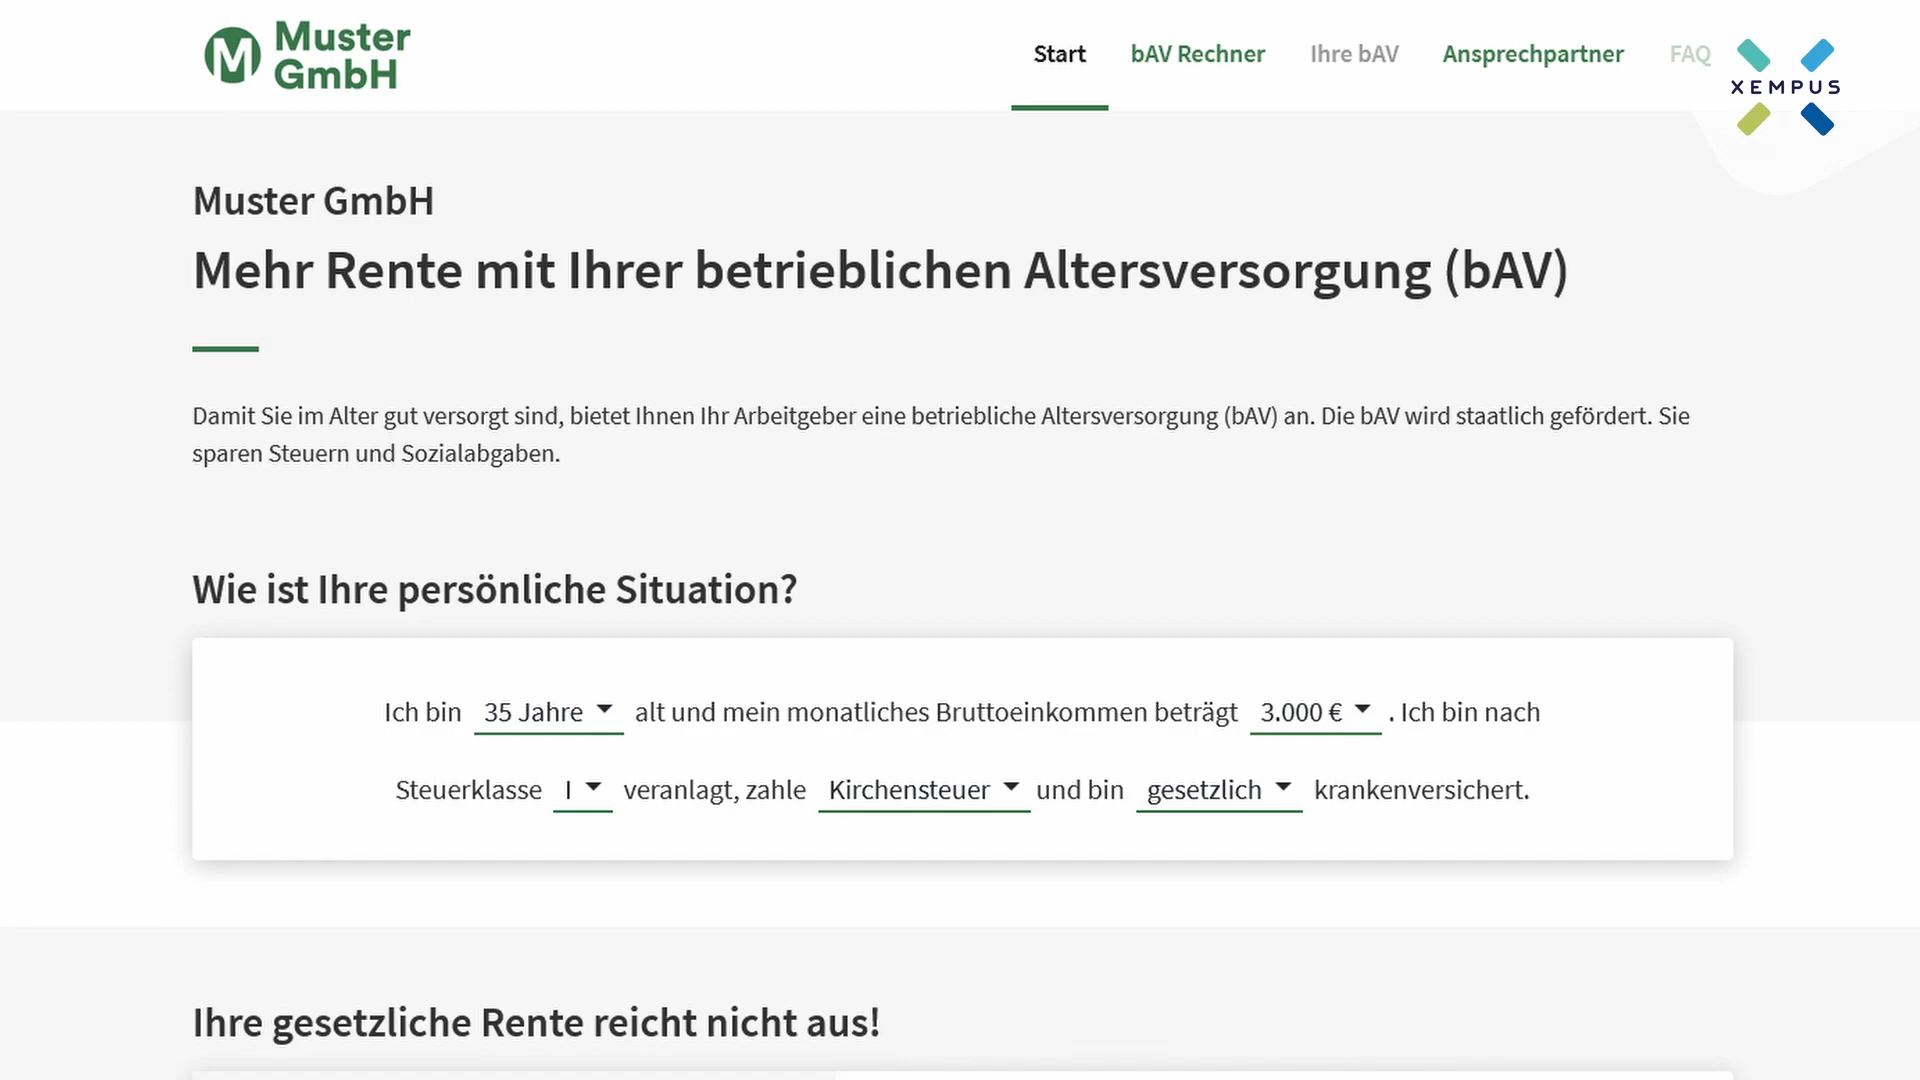 M Muster
GmbH
Start bAV Rechner Ihre bAV Ansprechpartner FAQ
XEMPUS
Muster GmbH
Mehr Rente mit Ihrer betrieblichen Altersversorgung (bAV)
Damit Sie im Alter gut versorgt sind, bietet Ihnen Ihr Arbeitgeber eine betriebliche Altersversorgung (bAV) an. Die bAV wird staatlich gefördert. Sie
sparen Steuern und Sozialabgaben.
Wie ist Ihre persönliche Situation?
Ich bin 35 Jahre alt und mein monatliches Bruttoeinkommen beträgt 3.000 € . Ich bin nach
Steuerklasse I veranlagt, zahle Kirchensteuer und bin gesetzlich krankenversichert.
Ihre gesetzliche Rente reicht nicht aus!